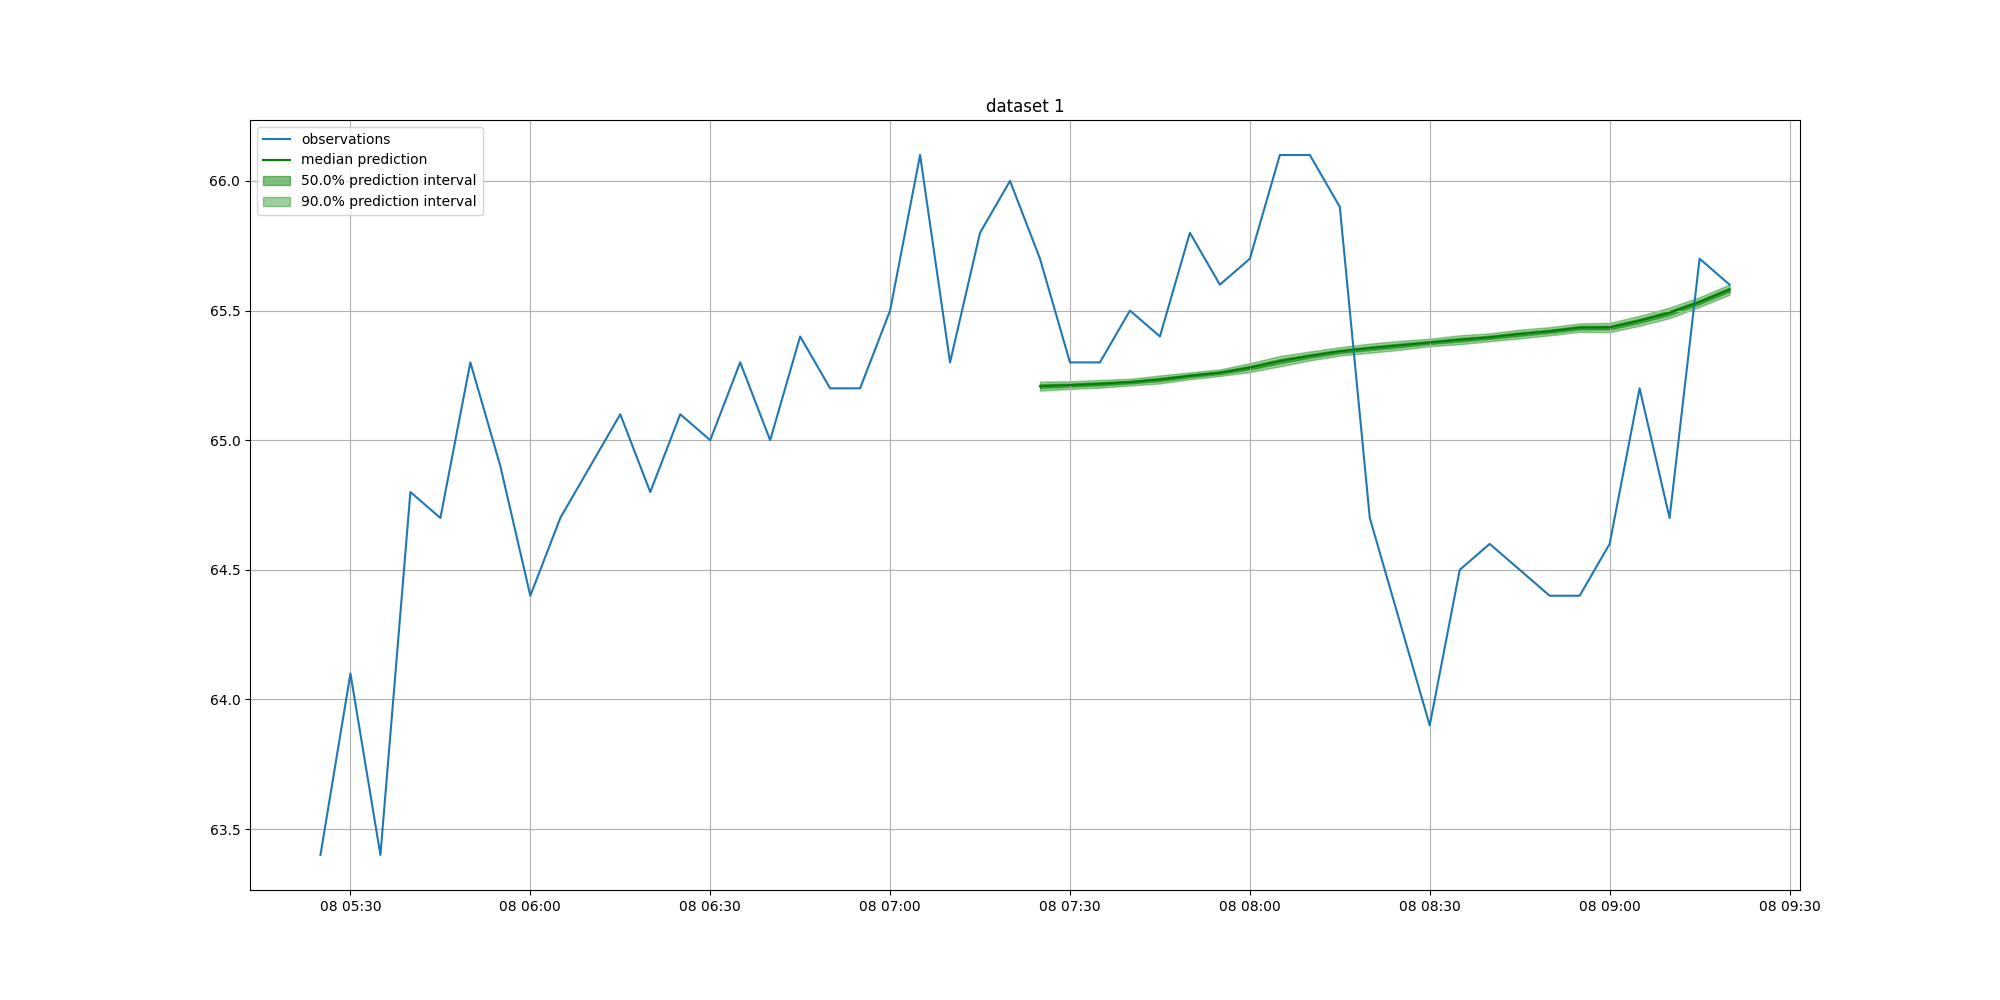 dataset 1
observations
median prediction
50.0% prediction interval
90.0% prediction interval
66.0
65.5
65.0
64.5
64.0
63.5
08 05:30 08 06:00 08 06:30 08 07:00 08 07:30 08 08:00 08 08:30 08 09:00 08 09:30